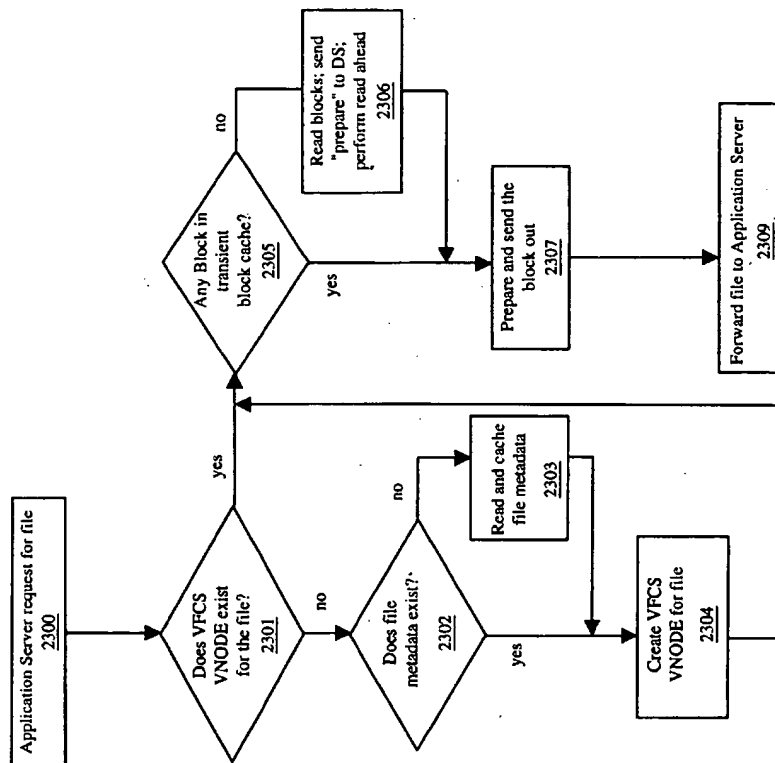 Application Server request for file
2300
Does VFCS
VNODE exist
for the file?
2301
yes
no
Does file
metadata exist?
2302
no
yes
Read and cache
file metadata
2303
Create VFCS
VNODE for file
2304
Any Block in
transient
block cache?
2305
no
yes
Read blocks; send
"prepare" to DS;
perform read ahead
2306
Prepare and send the
block out
2307
Forward file to Application Server
2309